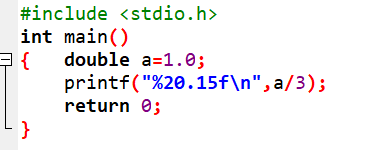 #include <stdio.h>
int main()
{   double a=1.0;
    printf("%20.15f\n",a/3);
    return 0;
}